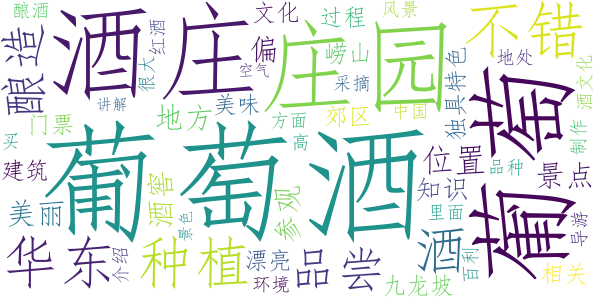 酿酒
酒庄
文化
过程
风景
不错
酿造
很大
红酒
偏
庄园
崂山
空气
采摘
地处
独具特色
酒文化
讲解
美味
地方
方面
郊区
中国
门票
买
葡萄酒
高
葡萄
建筑
酒窖
参观
位置
品种
制作
景点
知识
美丽
景色
里面
酒
导游
华东
介绍
种植
漂亮
环境
品尝
百利
九龙坡
相关